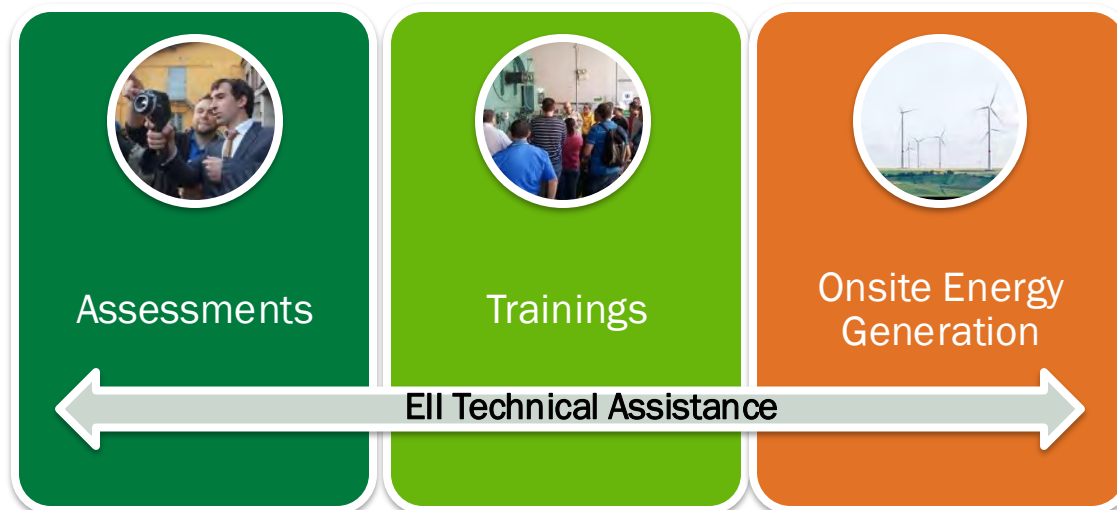 Assessments
Trainings
Onsite Energy
Generation
EII Technical Assistance